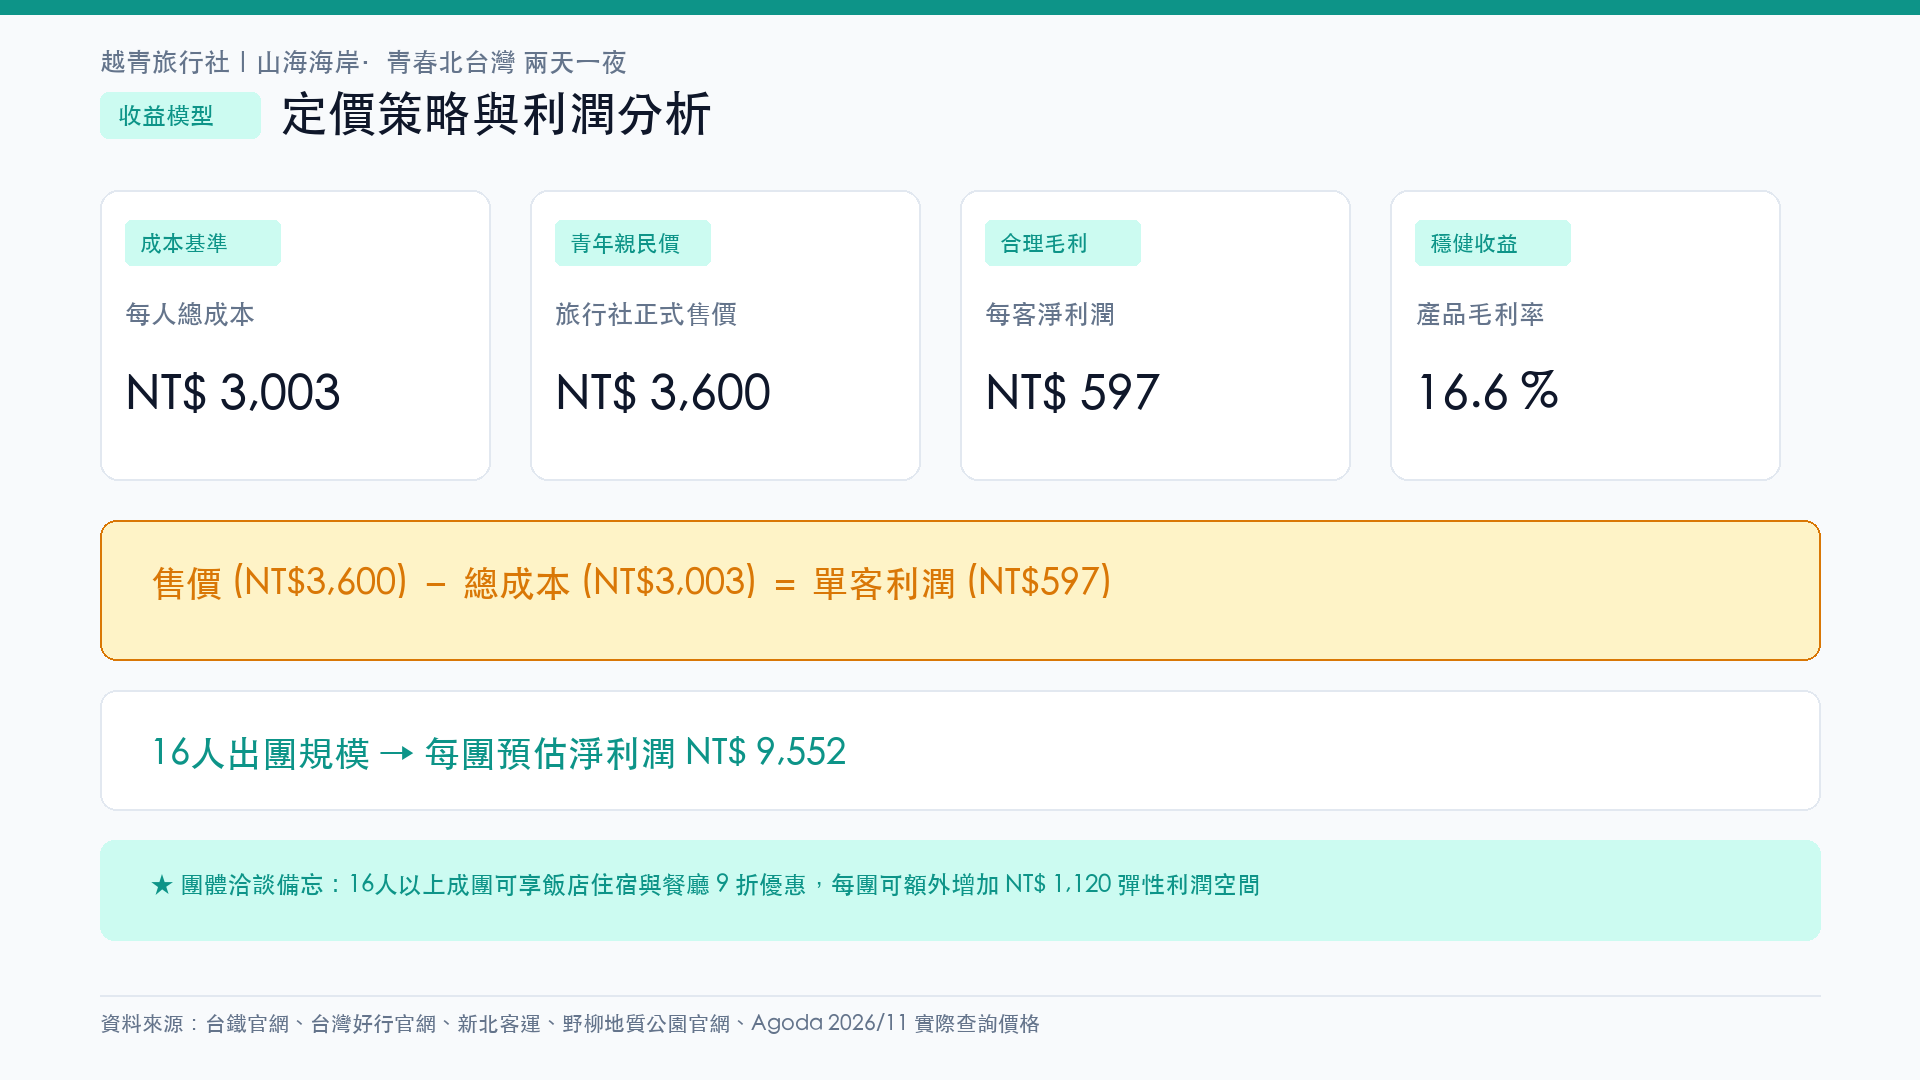 越青旅行社｜山海海岸· 青春北台灣 兩天一夜
收益模型 定價策略與利潤分析
成本基準
每人總成本
NT$ 3,003
青年親民價
旅行社正式售價
NT$ 3,600
合理毛利
每客淨利潤
NT$ 597
穩健收益
產品毛利率
16.6 %
售價 (NT$3,600) − 總成本 (NT$3,003) = 單客利潤 (NT$597)
16人出團規模 → 每團預估淨利潤 NT$ 9,552
★ 團體洽談備忘：16人以上成團可享飯店住宿與餐廳 9 折優惠，每團可額外增加 NT$ 1,120 彈性利潤空間
資料來源：台鐵官網、台灣好行官網、新北客運、野柳地質公園官網、Agoda 2026/11 實際查詢價格